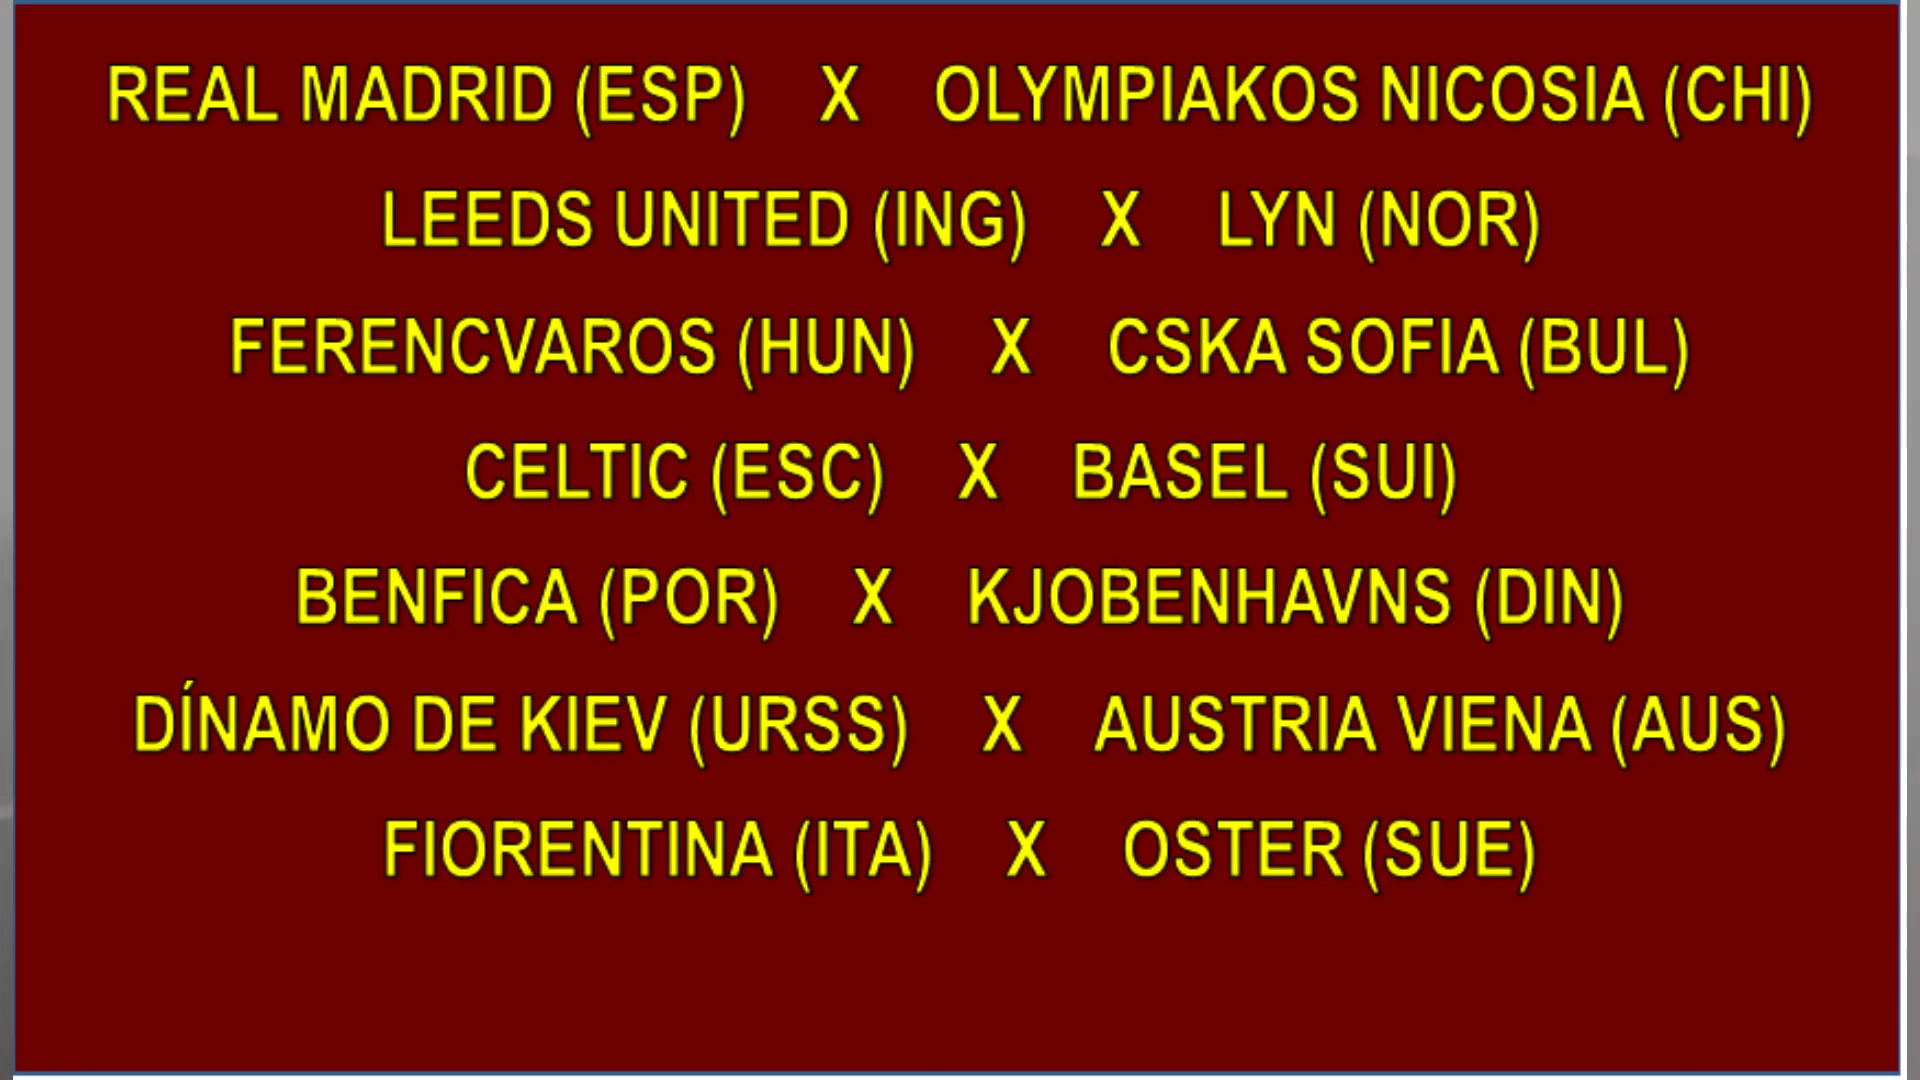 REAL MADRID (ESP) X OLYMPIAKOS NICOSIA (CHI)
LEEDS UNITED (ING) X LYN (NOR)
FERENCVAROS (HUN) X CSKA SOFIA (BUL)
CELTIC (ESC) X BASEL (SUI)
BENFICA (POR) X KJOBENHAVNS (DIN)
DÍNAMO DE KIEV (URSS) X AUSTRIA VIENA (AUS)
FIORENTINA (ITA) X OSTER (SUE)